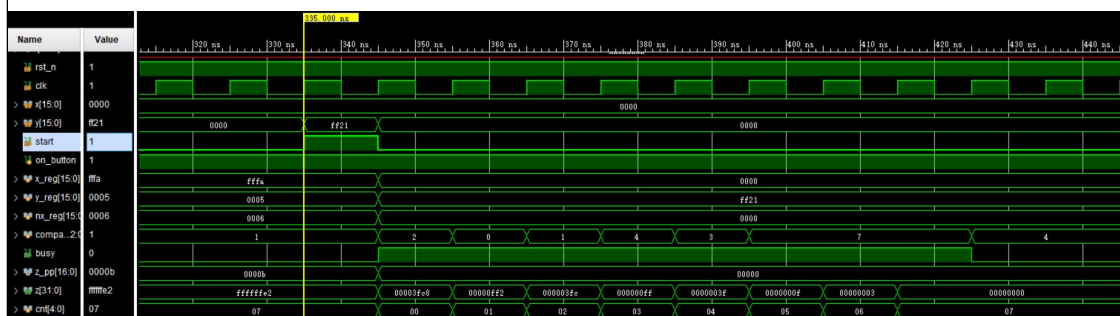 335.000 ns
Name Value
320 ns 330 ns 340 ns 350 ns 360 ns 370 ns 380 ns 390 ns 400 ns 410 ns 420 ns 430 ns 440 ns
rst_n 1
clk 1
x[15:0] 0000 0000
y[15:0] ff21 0000 ff21 0000
start 1
on_button 1
x_reg[15:0] fffa fffa 0000
y_reg[15:0] 0005 0005 ff21
nx_reg[15:0 0006 0006 0000
compa...2:0 1 1 2 0 1 4 3 7 4
busy 0
z_pp[16:0] 0000b 0000b 00000
z[31:0] ffffffe2 ffffffe2 00003fc8 00000ff2 000003fc 000000ff 0000003f 0000000f 00000003 00000000
cnt[4:0] 07 07 00 01 02 03 04 05 06 07